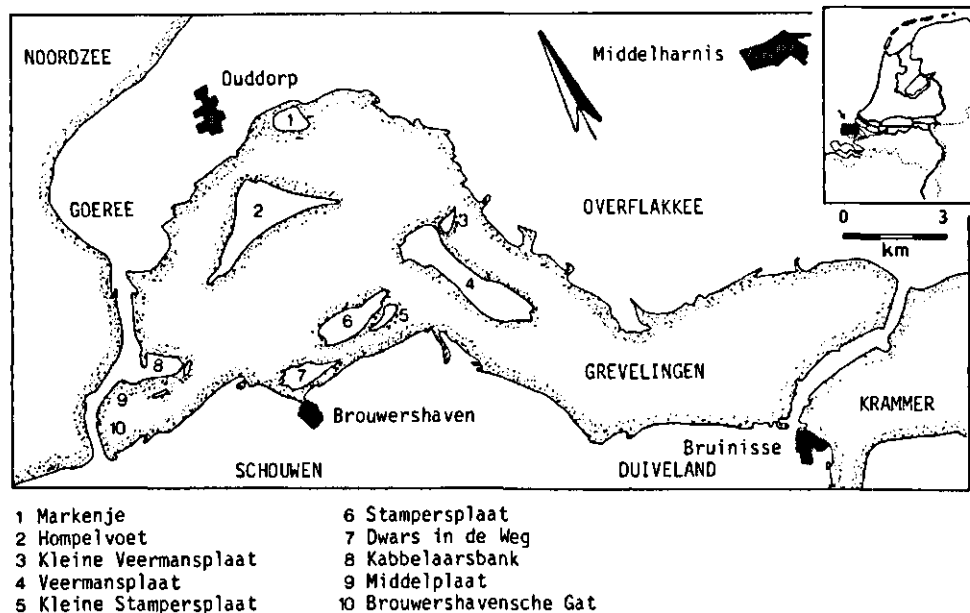 NOORDZEE
Ouddorp
Middelharnis
1
GOEREE
2
3
OVERFLAKKEE
0 3
km
4
6 5
8
7
GREVELINGEN
9
KRAMMER
10
Brouwershaven
Bruinisse
SCHOUWEN
DUIVELAND
1 Markenje
2 Hompelvoet
3 Kleine Veermansplaat
4 Veermansplaat
5 Kleine Stampersplaat
6 Stampersplaat
7 Dwars in de Weg
8 Kabbelaarsbank
9 Middelplaat
10 Brouwershavensche Gat